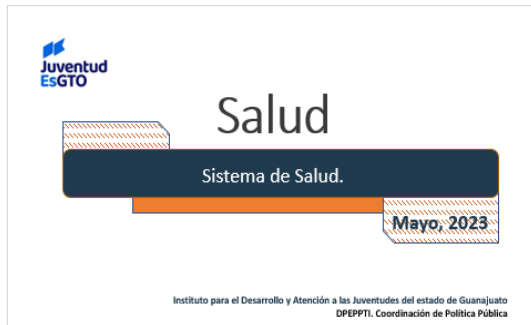 Juventud
EsGTO
Salud
Sistema de Salud.
Mayo, 2023
Instituto para el Desarrollo y Atención a las Juventudes del estado de Guanajuato
DPEPPTI. Coordinación de Política Pública